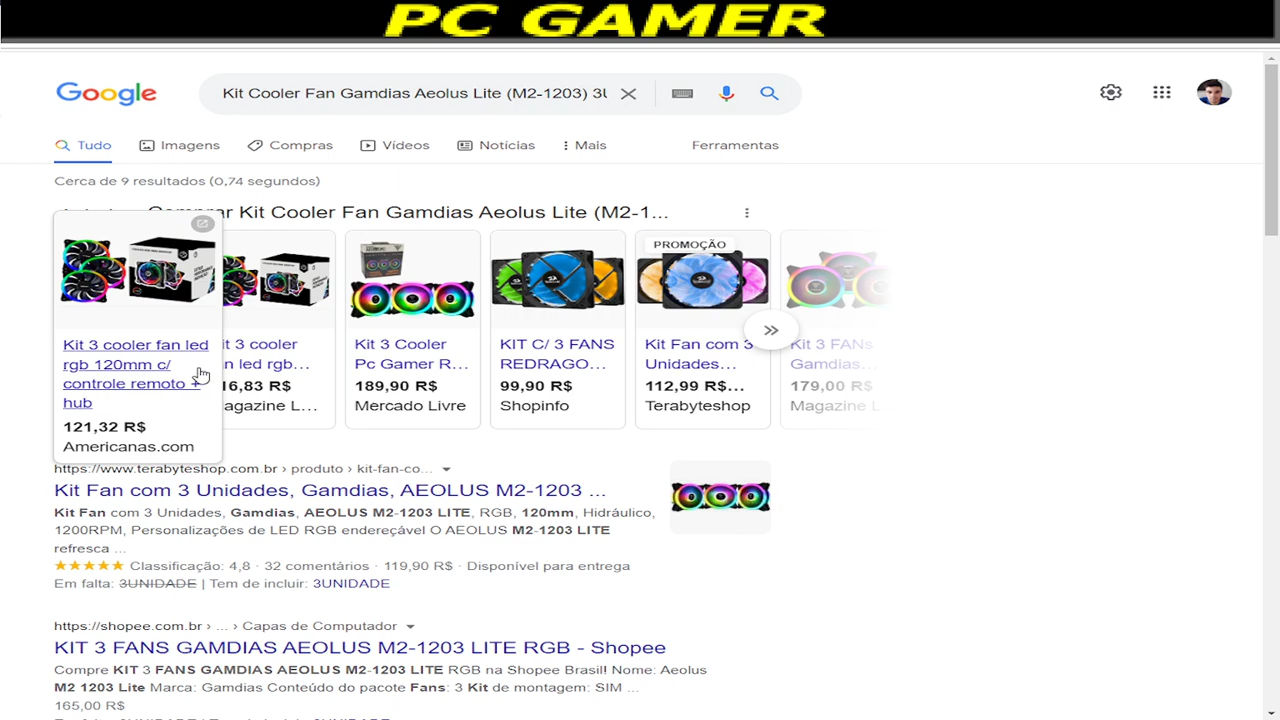 PC GAMER
Google
Kit Cooler Fan Gamdias Aeolus Lite (M2-1203) 3U
Tudo
Imagens
Compras
Vídeos
Notícias
Mais
Ferramentas
Cerca de 9 resultados (0,74 segundos)
Kit Cooler Fan Gamdias Aeolus Lite (M2-1...
Kit 3 cooler fan led
rgb 120mm c/
controle remoto +
hub
121,32 R$
Americanas.com
it 3 cooler
n led rgb...
16,83 R$
agazine L...
Kit 3 Cooler
Pc Gamer R...
189,90 R$
Mercado Livre
KIT C/ 3 FANS
REDRAGO...
99,90 R$
Shopinfo
PROMOÇÃO
Kit Fan com 3
Unidades...
112,99 R$...
Terabyteshop
Kit 3 FANs
Gamdias...
179,00 R$
Magazine L
https://www.terabyteshop.com.br › produto › kit-fan-co...
Kit Fan com 3 Unidades, Gamdias, AEOLUS M2-1203 ...
Kit Fan com 3 Unidades, Gamdias, AEOLUS M2-1203 LITE, RGB, 120mm, Hidráulico,
1200RPM, Personalizações de LED RGB endereçável O AEOLUS M2-1203 LITE
refresca ...
Classificação: 4,8 · 32 comentários · 119,90 R$ · Disponível para entrega
Em falta: 3UNIDADE | Tem de incluir: 3UNIDADE
https://shopee.com.br › ... › Capas de Computador
KIT 3 FANS GAMDIAS AEOLUS M2-1203 LITE RGB - Shopee
Compre KIT 3 FANS GAMDIAS AEOLUS M2-1203 LITE RGB na Shopee Brasil! Nome: Aeolus
M2 1203 Lite Marca: Gamdias Conteúdo do pacote Fans: 3 Kit de montagem: SIM ...
165,00 R$